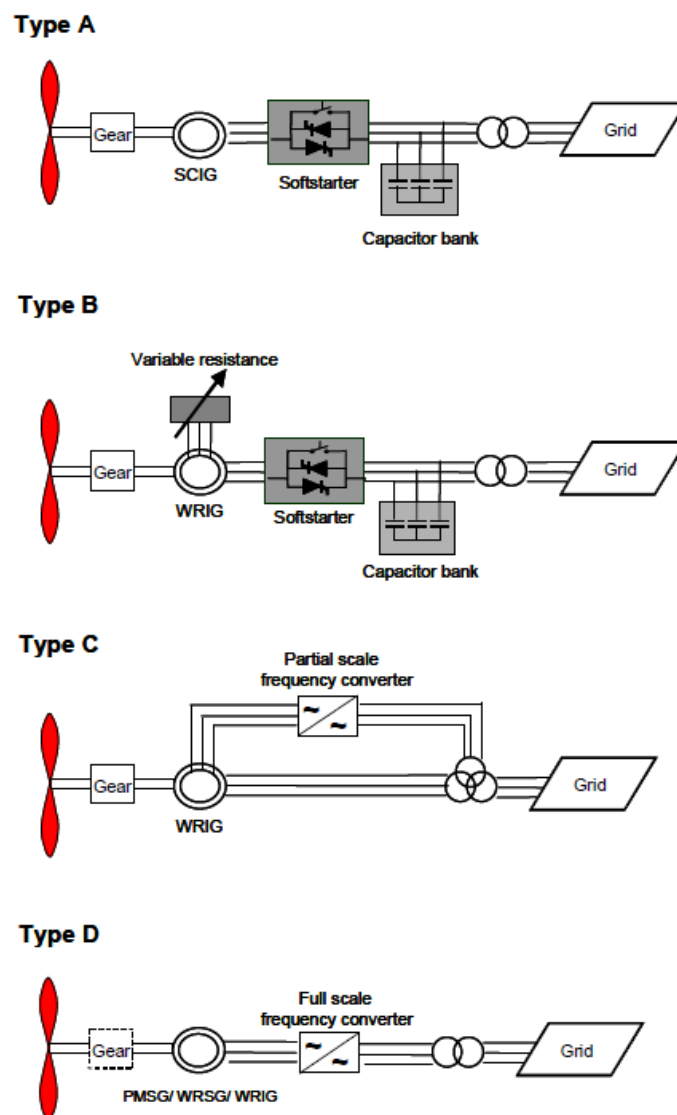 Type A
Gear
SCIG
Softstarter
Capacitor bank
Grid
Type B
Variable resistance
Gear
WRIG
Softstarter
Capacitor bank
Grid
Type C
Partial scale
frequency converter
Gear
WRIG
Grid
Type D
Full scale
frequency converter
Gear
PMSG/ WRSG/ WRIG
Grid